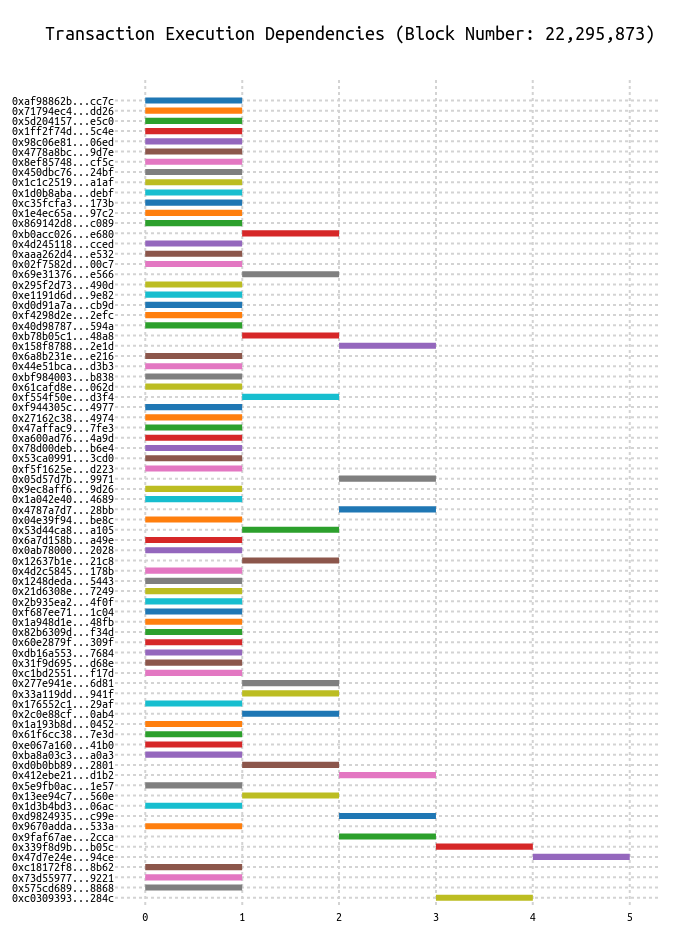 Transaction Execution Dependencies (Block Number: 22,295,873)
0xaf98862b...cc7c
0x71794ec4...dd26
0x5d204157...e5c0
0x1ff2f74d...5c4e
0x98c06e81...06ed
0x4778a8bc...9d7e
0x8ef85748...cf5c
0x450dbc76...24bf
0x1c1c2519...a1af
0x1d0b8aba...debf
0xc35fcfa3...173b
0x1e4ec65a...97c2
0x869142d8...c089
0xb0acc026...e680
0x4d245118...cced
0xaaa262d4...e532
0x02f7582d...00c7
0x69e31376...e566
0x295f2d73...490d
0xe1191d6d...9e82
0xd0d91a7a...cb9d
0xf4298d2e...2efc
0x40d98787...594a
0xb78b05c1...48a8
0x158f8788...2e1d
0x6a8b231e...e216
0x44e51bca...d3b3
0xbf984003...b838
0x61cafd8e...062d
0xf554f50e...d3f4
0xf944305c...4977
0x27162c38...4974
0x47affac9...7fe3
0xa600ad76...4a9d
0x78d00deb...b6e4
0x53ca0991...3cd0
0xf5f1625e...d223
0x05d57d7b...9971
0x9ec8aff6...9d26
0x1a042e40...4689
0x4787a7d7...28bb
0x04e39f94...be8c
0x53d44ca8...a105
0x6a7d158b...a49e
0x0ab78000...2028
0x12637b1e...21c8
0x4d2c5845...178b
0x1248deda...5443
0x21d6308e...7249
0x2b935ea2...4f0f
0xf687ee71...1c04
0x1a948d1e...48fb
0x82b6309d...f34d
0x60e2879f...309f
0xdb16a553...7684
0x31f9d695...d68e
0xc1bd2551...f17d
0x277e941e...6d81
0x33a119dd...941f
0x176552c1...29af
0x2c0e88cf...0ab4
0x1a193b8d...0452
0x61f6cc38...7e3d
0xe067a160...41b0
0xba8a03c3...a0a3
0xd0b0bb89...2801
0x412ebe21...d1b2
0x5e9fb0ac...1e57
0x13ee94c7...560e
0x1d3b4bd3...06ac
0xd9824935...c99e
0x9670adda...533a
0x9faf67ae...2cca
0x339f8d9b...b05c
0x47d7e24e...94ce
0xc18172f8...8b62
0x73d55977...9221
0x575cd689...8868
0xc0309393...284c
0 1 2 3 4 5